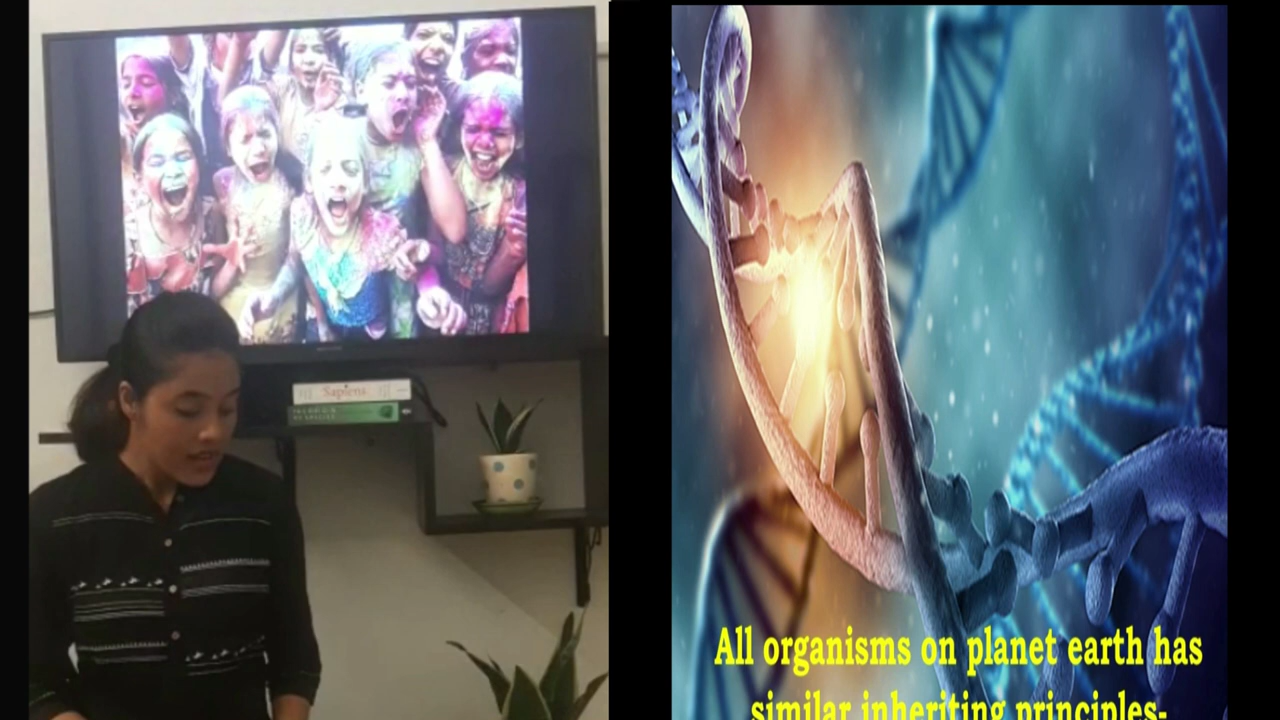 Sapiens
All organisms on planet earth has
similar inheriting principles-